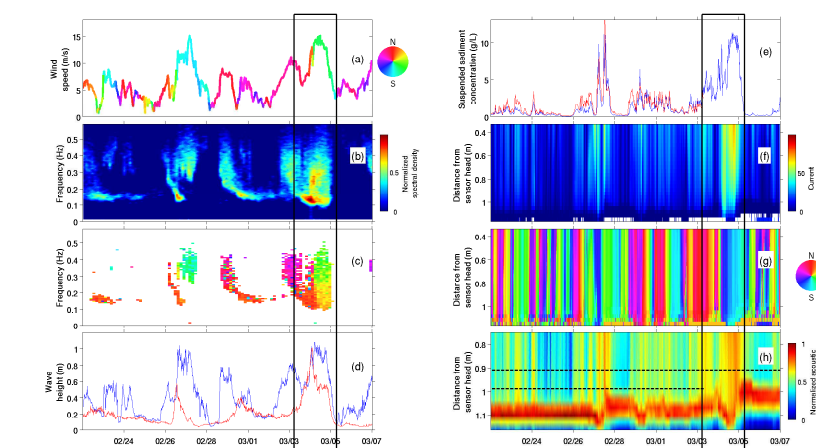 Wind
speed (n/s)
15
10
5
0
(a)
N
S
Frequency (Hz)
0.5
0.4
0.3
0.2
0.1
0
(b)
0
Normalized
spectral density
Frequency (Hz)
0.5
0.4
0.3
0.2
0.1
0
(c)
Wave
height (m)
1
0.8
0.6
0.4
0.2
0
(d)
02/24
02/26
02/28
03/01
03/03
03/05
03/07
Suspended sediment
concentration (g/L)
10
5
0
(e)
Distance from
sensor head (m)
0.4
0.6
0.8
1
(f)
50
0
Current
Distance from
sensor head (m)
0.4
0.6
0.8
1
(g)
N
S
Distance from
sensor head (m)
0.8
0.9
1
1.1
(h)
1
0.5
0
Normalized acoustic
02/24
02/26
02/28
03/01
03/03
03/05
03/07